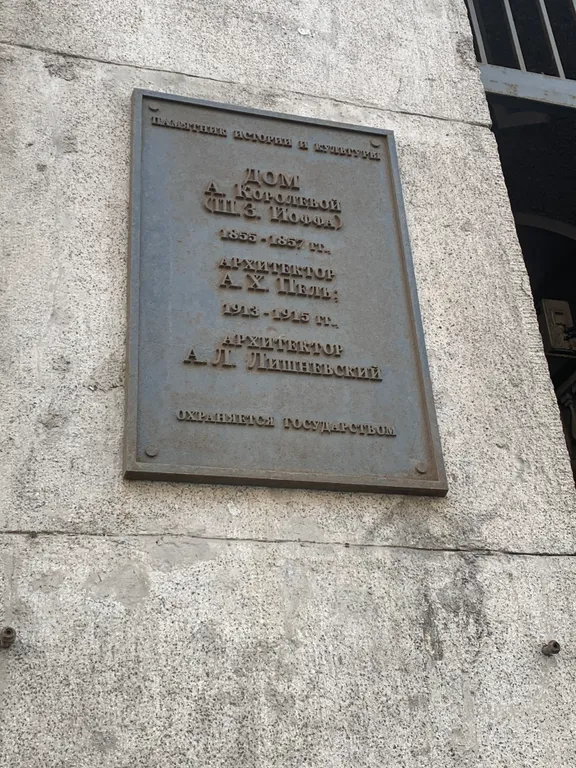 ПАМЯТНИК ИСТОРИИ И КУЛЬТУРЫ
ДОМ
А. КОРОЛЕВОЙ
(Ш.З. ИОФФА)
1855-1857 гг.,
АРХИТЕКТОР
А.Х. ПЕЛЬ;
1913-1915 гг.,
АРХИТЕКТОР
А.Л. ЛИШНЕВСКИЙ
ОХРАНЯЕТСЯ ГОСУДАРСТВОМ